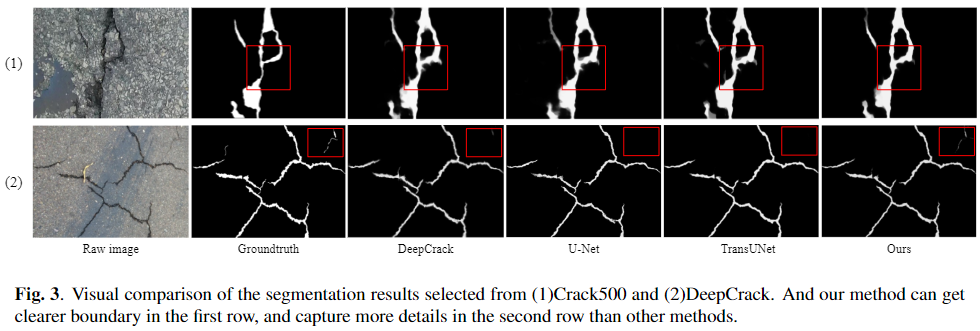 (1)
(2)
Raw image Groundtruth DeepCrack U-Net TransUNet Ours
Fig. 3. Visual comparison of the segmentation results selected from (1)Crack500 and (2)DeepCrack. And our method can get
clearer boundary in the first row, and capture more details in the second row than other methods.